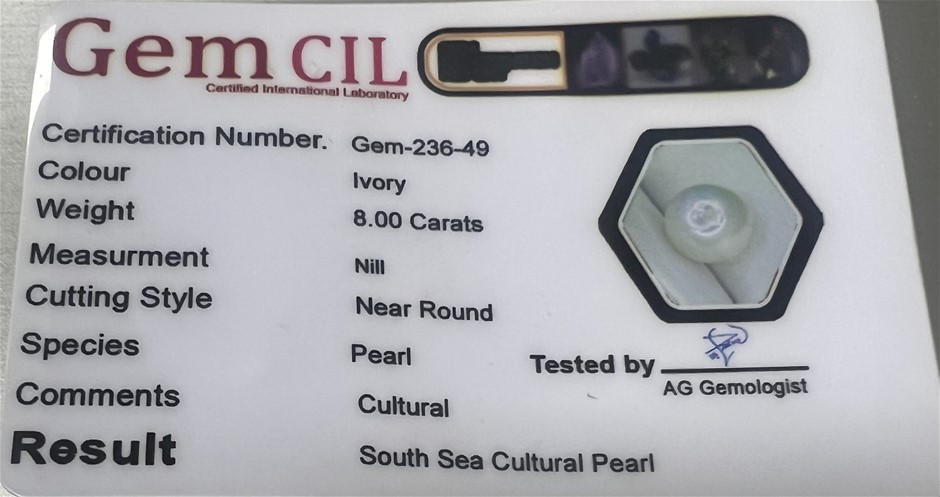 Gem CIL
Certified International Laboratory
Certification Number. Gem-236-49
Colour Ivory
Weight 8.00 Carats
Measurment Nill
Cutting Style Near Round
Species Pearl
Comments Cultural
Result South Sea Cultural Pearl
Tested by
AG Gemologist